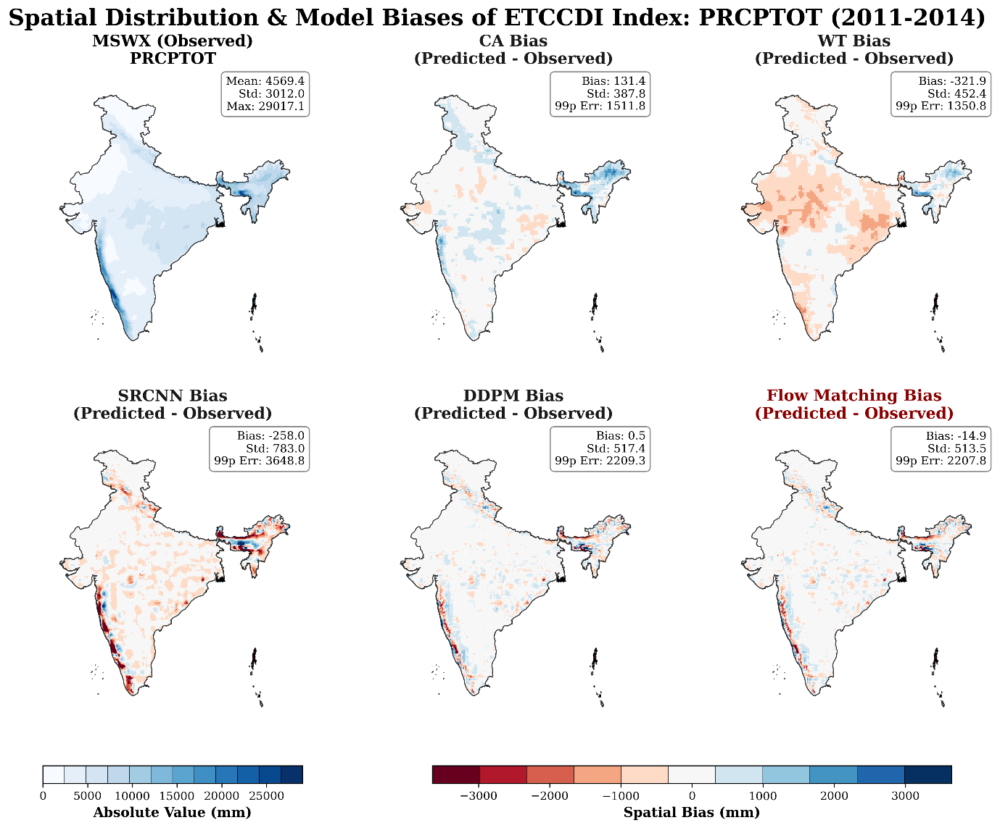 Spatial Distribution & Model Biases of ETCCDI Index: PRCPTOT (2011-2014)
MSWX (Observed)
PRCPTOT
Mean: 4569.4
Std: 3012.0
Max: 29017.1
CA Bias
(Predicted - Observed)
Bias: 131.4
Std: 387.8
99p Err: 1511.8
WT Bias
(Predicted - Observed)
Bias: -321.9
Std: 452.4
99p Err: 1350.8
SRCNN Bias
(Predicted - Observed)
Bias: -258.0
Std: 783.0
99p Err: 3648.8
DDPM Bias
(Predicted - Observed)
Bias: 0.5
Std: 517.4
99p Err: 2209.3
Flow Matching Bias
(Predicted - Observed)
Bias: -14.9
Std: 513.5
99p Err: 2207.8
0 5000 10000 15000 20000 25000
Absolute Value (mm)
−3000 −2000 −1000 0 1000 2000 3000
Spatial Bias (mm)